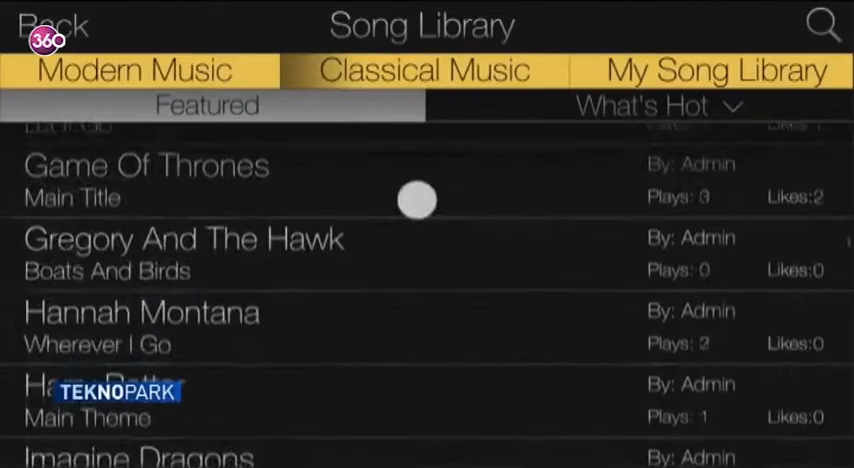 Back
360
Song Library
Modern Music
Classical Music
My Song Library
Featured
What's Hot
Game Of Thrones
By: Admin
Main Title
Plays: 3
Likes:2
Gregory And The Hawk
By: Admin
Boats And Birds
Plays: 0
Likes:0
Hannah Montana
By: Admin
Wherever I Go
Plays: 2
Likes:0
Harry Potter
By: Admin
TEKNOPARK
Main Theme
Plays: 1
Likes:0
Imagine Dragons
By: Admin